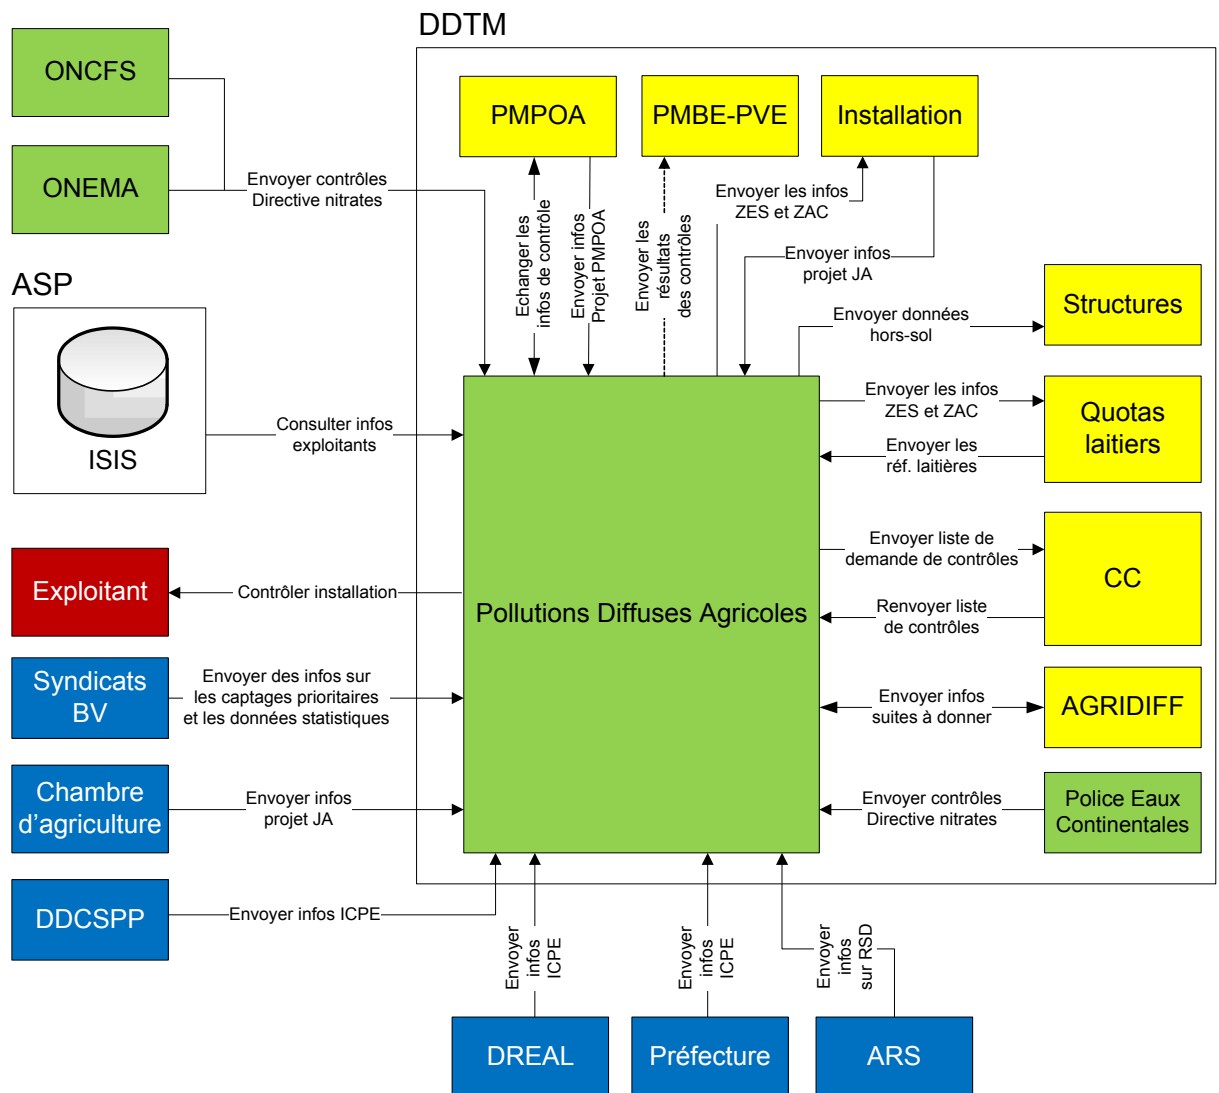 DDTM
ONCFS
ONEMA
Envoyer contrôles
Directive nitrates
PMPOA
PMBE-PVE
Installation
Echanger les
infos de contrôle
Envoyer infos
Projet PMPOA
Envoyer les
résultats
des contrôles
Envoyer les infos
ZES et ZAC
Envoyer infos
projet JA
ASP
ISIS
Consulter infos
exploitants
Envoyer données
hors-sol
Structures
Envoyer les infos
ZES et ZAC
Envoyer les
réf. laitières
Quotas
laitiers
Exploitant
Contrôler installation
Pollutions Diffuses Agricoles
Envoyer liste de
demande de contrôles
Renvoyer liste
de contrôles
CC
Syndicats
BV
Envoyer des infos sur
les captages prioritaires
et les données statistiques
Envoyer infos
suites à donner
AGRIDIFF
Chambre
d’agriculture
Envoyer infos
projet JA
Envoyer contrôles
Directive nitrates
Police Eaux
Continentales
DDCSPP
Envoyer infos ICPE
Envoyer
infos
ICPE
Envoyer
infos
ICPE
Envoyer
infos
sur RSD
DREAL
Préfecture
ARS